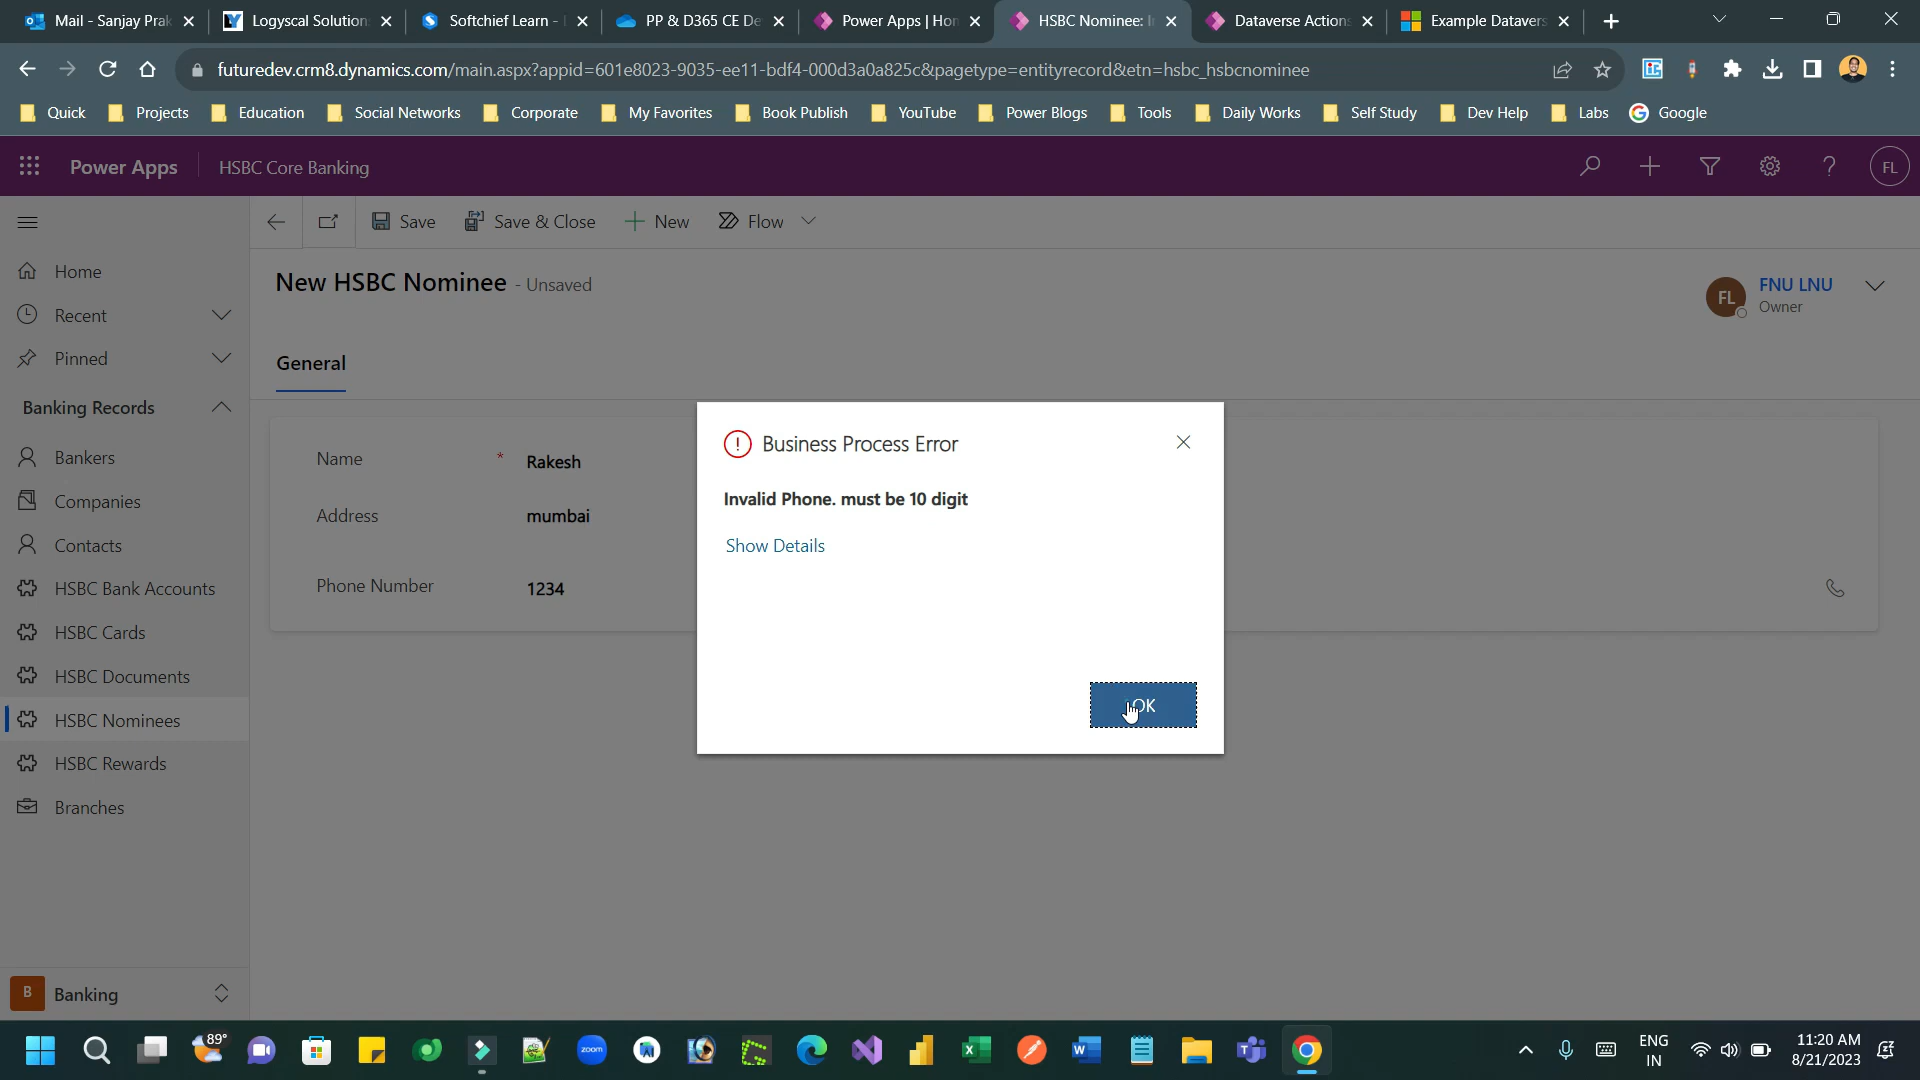 Mail - Sanjay Prak
Logyscal Solution
Softchief Learn -
PP & D365 CE De
Power Apps | Hon
HSBC Nominee: I
Dataverse Actions
Example Datavers
futuredev.crm8.dynamics.com/main.aspx?appid=601e8023-9035-ee11-bdf4-000d3a0a825c&pagetype=entityrecord&etn=hsbc_hsbcnominee
Quick
Projects
Education
Social Networks
Corporate
My Favorites
Book Publish
YouTube
Power Blogs
Tools
Daily Works
Self Study
Dev Help
Labs
Google
Power Apps
HSBC Core Banking
FL
Save
Save & Close
New
Flow
Home
Recent
Pinned
Banking Records
Bankers
Companies
Contacts
HSBC Bank Accounts
HSBC Cards
HSBC Documents
HSBC Nominees
HSBC Rewards
Branches
B
Banking
New HSBC Nominee - Unsaved
FL
FNU LNU
Owner
General
Name * Rakesh
Address mumbai
Phone Number 1234
Business Process Error
Invalid Phone. must be 10 digit
Show Details
OK
89°
zoom
ENG
IN
11:20 AM
8/21/2023